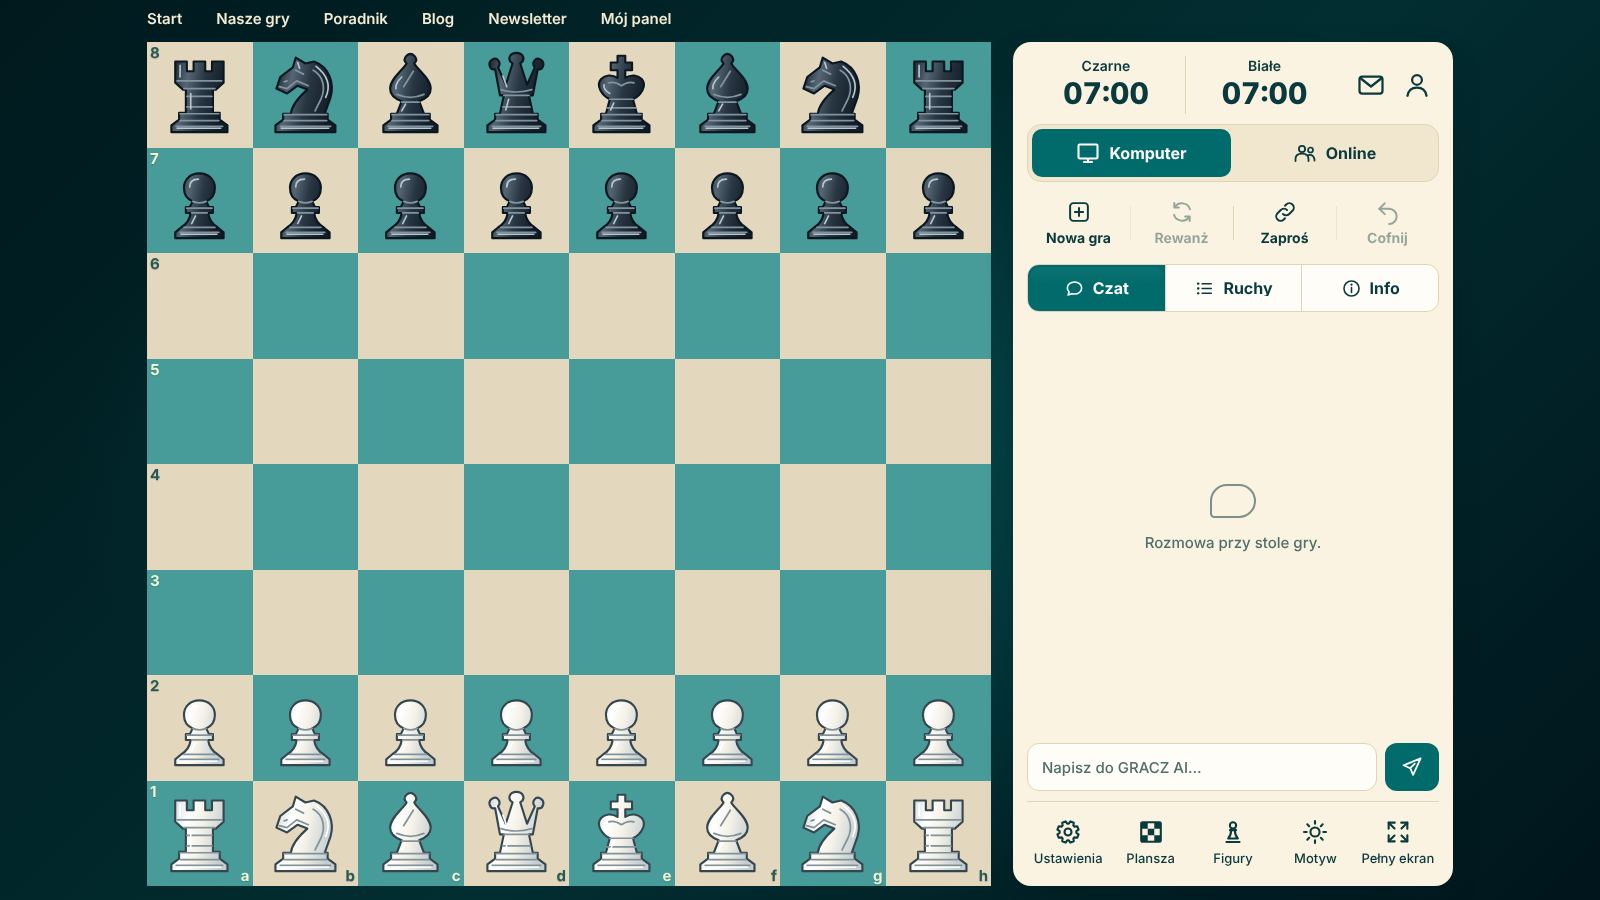 Start Nasze gry Poradnik Blog Newsletter Mój panel
8
7
6
5
4
3
2
1
a b c d e f g h
Czarne Białe
07:00 07:00
Komputer Online
Nowa gra Rewanż Zaproś Cofnij
Czat Ruchy Info
Rozmowa przy stole gry.
Napisz do GRACZ AI...
Ustawienia Plansza Figury Motyw Pełny ekran